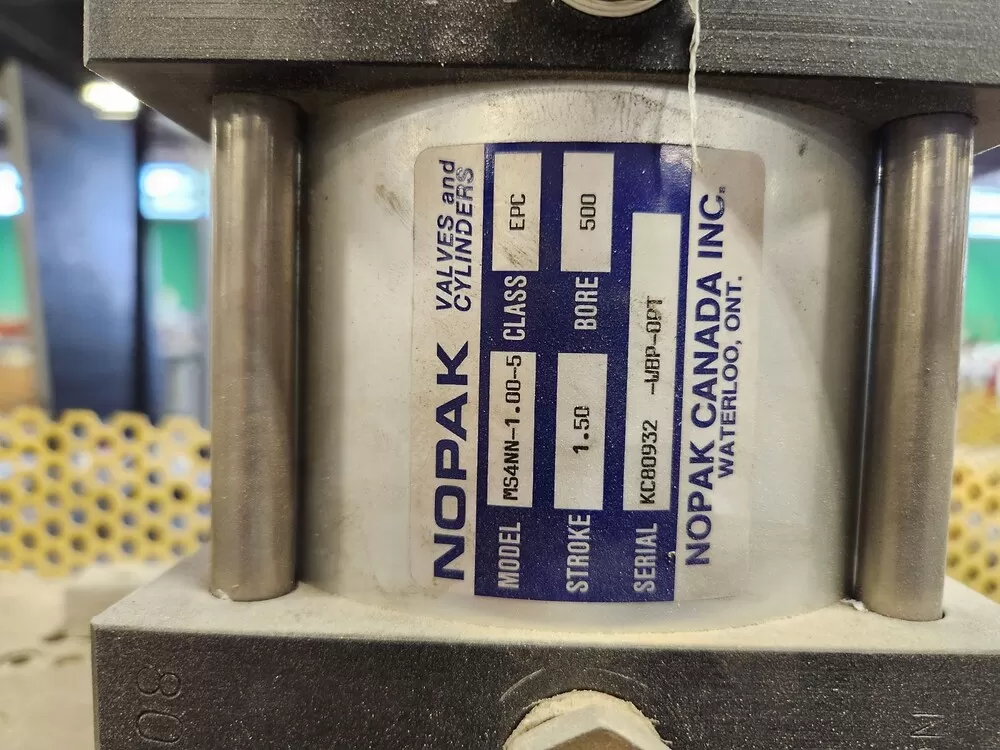 NOPAK VALVES and CYLINDERS
MODEL MS4NN-1.00-5 CLASS EPC
STROKE 1.50 BORE 500
SERIAL KC80932 -WBP-OPT
NOPAK CANADA INC.
WATERLOO, ONT.
80
N